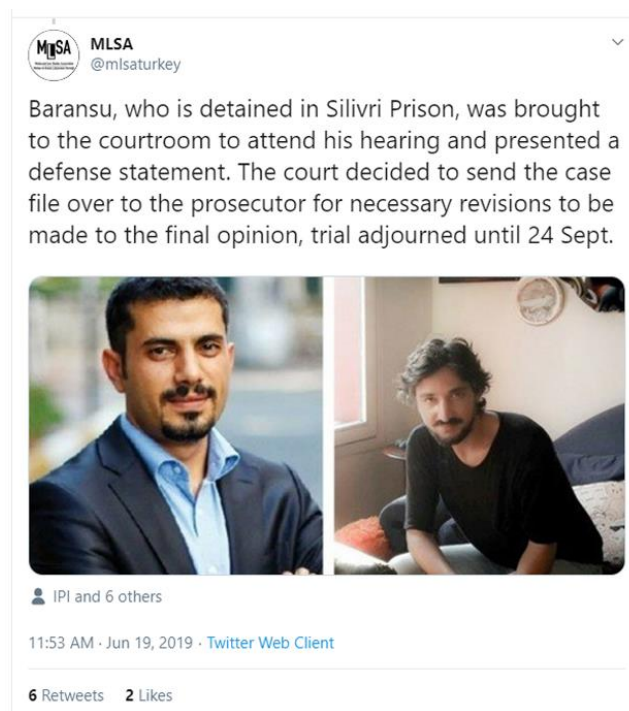 MLSA
MLSA
@mlsaturkey
Baransu, who is detained in Silivri Prison, was brought
to the courtroom to attend his hearing and presented a
defense statement. The court decided to send the case
file over to the prosecutor for necessary revisions to be
made to the final opinion, trial adjourned until 24 Sept.
IPI and 6 others
11:53 AM · Jun 19, 2019 · Twitter Web Client
6 Retweets 2 Likes